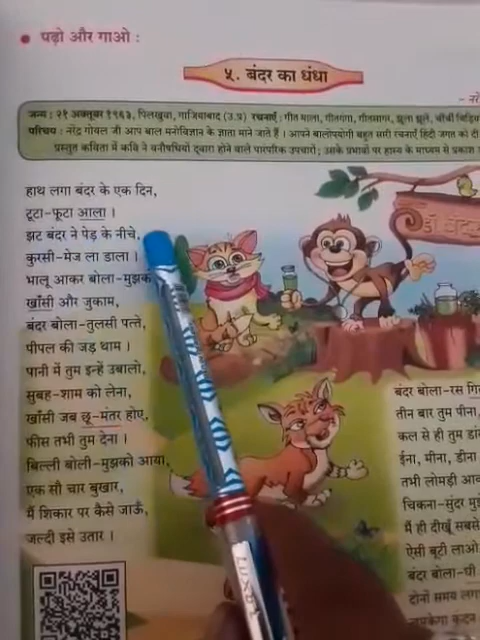 पढ़ो और गाओ :
५. बंदर का धंधा
जन्म : २१ अक्तूबर १९६३, पिलखुवा, गाजियाबाद (उ.प्र) रचनाएँ : गीत माला, गीतगंगा, गीतसागर, झूला झूलें,
परिचय : नरेंद्र गोयल जी आप बाल मनोविज्ञान के ज्ञाता माने जाते हैं । आपने बालोपयोगी बहुत सारी रचनाएँ हिंदी जगत को दी
प्रस्तुत कविता में कवि ने वनौषधियों द्वारा होने वाले पारंपरिक उपचारों; उसके प्रभावों पर हास्य के माध्यम से प्रकाश
हाथ लगा बंदर के एक दिन,
टूटा-फूटा आला ।
झट बंदर ने पेड़ के नीचे,
कुरसी-मेज ला डाला ।
भालू आकर बोला-मुझको
खाँसी और जुकाम,
बंदर बोला-तुलसी पत्ते,
पीपल की जड़ थाम ।
पानी में तुम इन्हें उबालो,
सुबह-शाम को लेना,
खाँसी जब छू-मंतर होए,
फीस तभी तुम देना ।
बिल्ली बोली-मुझको आया,
एक सौ चार बुखार,
मैं शिकार पर कैसे जाऊँ,
जल्दी इसे उतार ।
बंदर बोला-रस
तीन बार तुम पीना,
कल से ही तुम
ईना, मीना, डीना
तभी लोमड़ी
चिकना-सुंदर
मैं ही दीखूँ सबसे
ऐसी बूटी लाओ
बंदर बोला-घी
दोनों समय